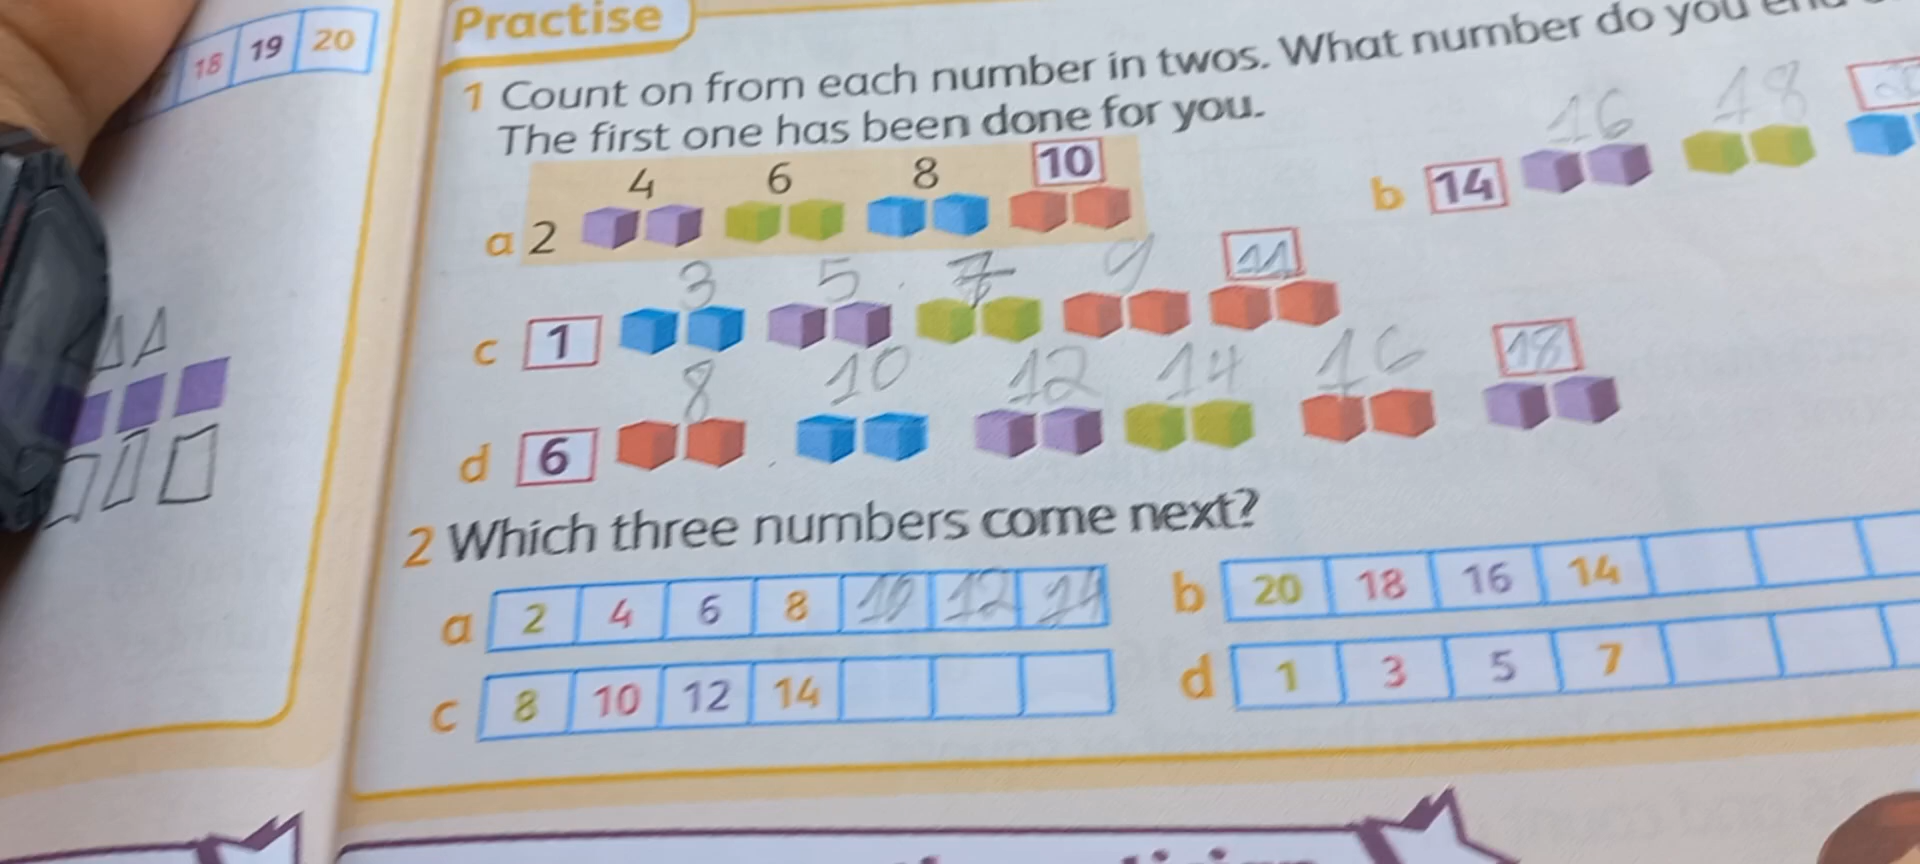 18 19 20
Practise
1 Count on from each number in twos. What number do you
The first one has been done for you.
a 2 4 6 8 10
b 14 16 18
c 1 3 5 7 9 11
d 6 8 10 12 14 16 18
2 Which three numbers come next?
a 2 4 6 8 10 12 14
b 20 18 16 14
c 8 10 12 14
d 1 3 5 7